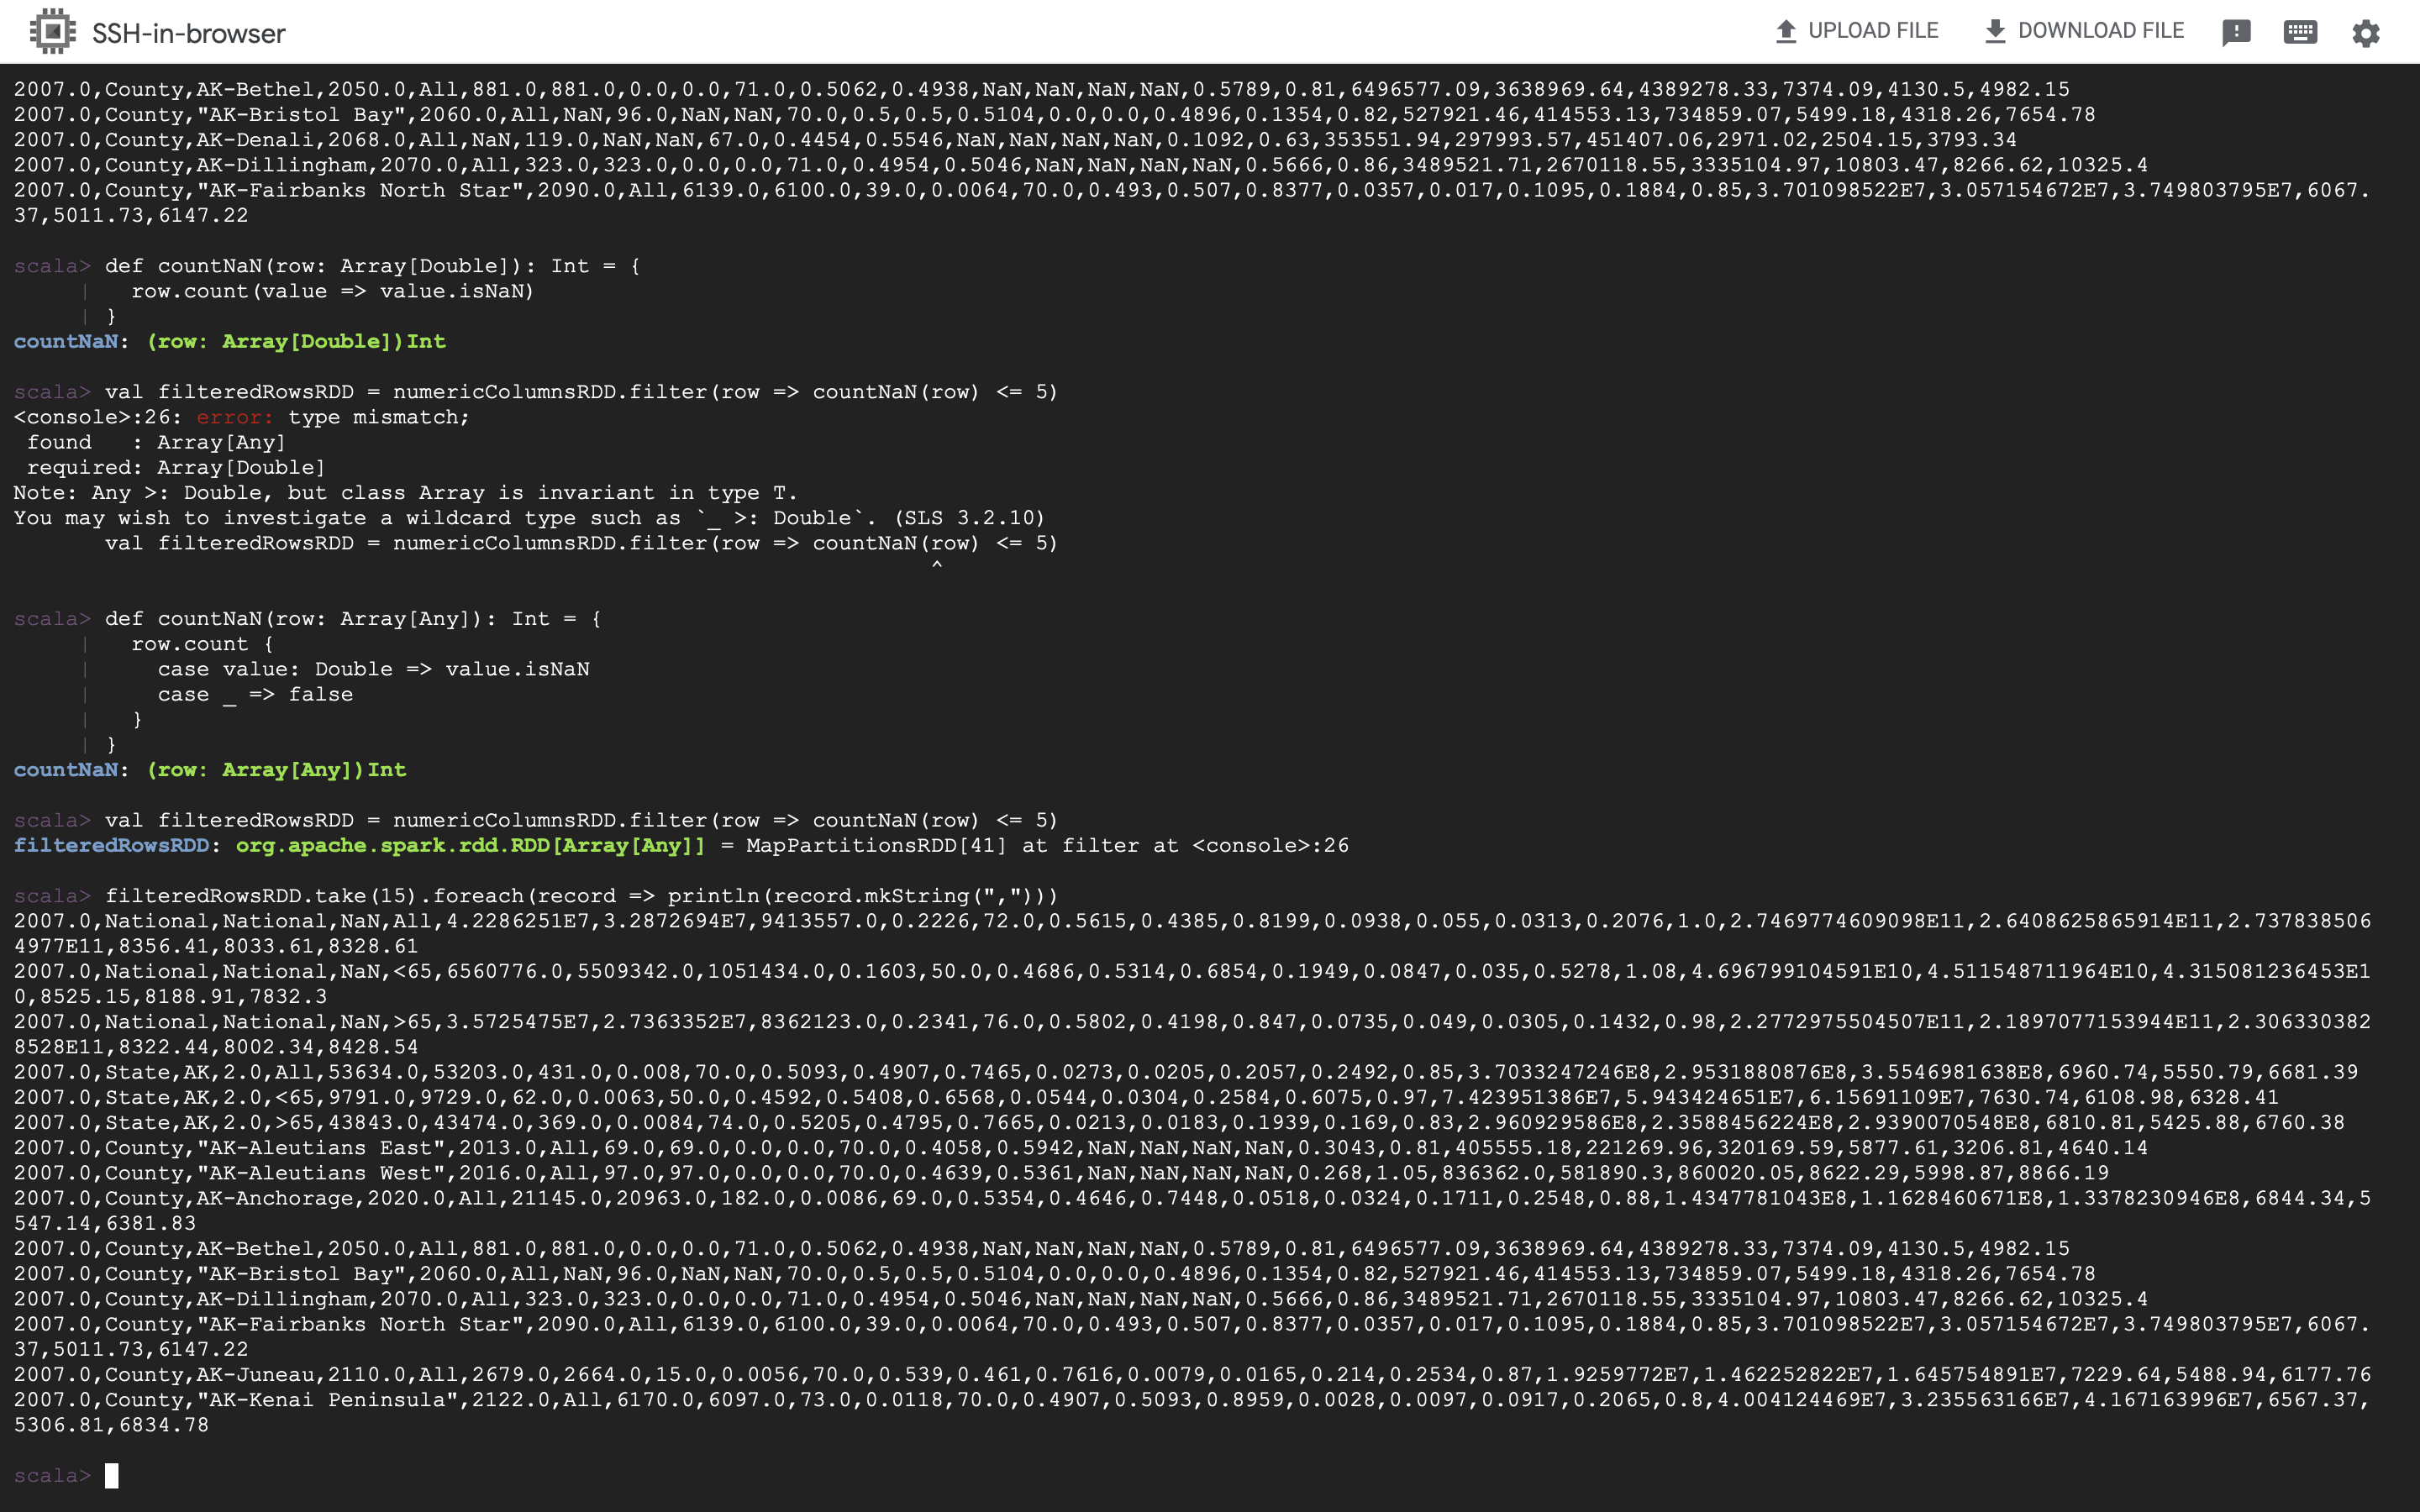 SSH-in-browser
UPLOAD FILE
DOWNLOAD FILE
2007.0,County,AK-Bethel,2050.0,All,881.0,881.0,0.0,0.0,71.0,0.5062,0.4938,NaN,NaN,NaN,NaN,0.5789,0.81,6496577.09,3638969.64,4389278.33,7374.09,4130.5,4982.15
2007.0,County,"AK-Bristol Bay",2060.0,All,NaN,96.0,NaN,NaN,70.0,0.5,0.5,0.5104,0.0,0.0,0.4896,0.1354,0.82,527921.46,414553.13,734859.07,5499.18,4318.26,7654.78
2007.0,County,AK-Denali,2068.0,All,NaN,119.0,NaN,NaN,67.0,0.4454,0.5546,NaN,NaN,NaN,NaN,0.1092,0.63,353551.94,297993.57,451407.06,2971.02,2504.15,3793.34
2007.0,County,AK-Dillingham,2070.0,All,323.0,323.0,0.0,0.0,71.0,0.4954,0.5046,NaN,NaN,NaN,NaN,0.5666,0.86,3489521.71,2670118.55,3335104.97,10803.47,8266.62,10325.4
2007.0,County,"AK-Fairbanks North Star",2090.0,All,6139.0,6100.0,39.0,0.0064,70.0,0.493,0.507,0.8377,0.0357,0.017,0.1095,0.1884,0.85,3.701098522E7,3.057154672E7,3.749803795E7,6067.
37,5011.73,6147.22
scala> def countNaN(row: Array[Double]): Int = {
| row.count(value => value.isNaN)
| }
countNaN: (row: Array[Double])Int
scala> val filteredRowsRDD = numericColumnsRDD.filter(row => countNaN(row) <= 5)
<console>:26: error: type mismatch;
found : Array[Any]
required: Array[Double]
Note: Any >: Double, but class Array is invariant in type T.
You may wish to investigate a wildcard type such as `_ >: Double`. (SLS 3.2.10)
val filteredRowsRDD = numericColumnsRDD.filter(row => countNaN(row) <= 5)
^
scala> def countNaN(row: Array[Any]): Int = {
| row.count {
| case value: Double => value.isNaN
| case _ => false
| }
| }
countNaN: (row: Array[Any])Int
scala> val filteredRowsRDD = numericColumnsRDD.filter(row => countNaN(row) <= 5)
filteredRowsRDD: org.apache.spark.rdd.RDD[Array[Any]] = MapPartitionsRDD[41] at filter at <console>:26
scala> filteredRowsRDD.take(15).foreach(record => println(record.mkString(",")))
2007.0,National,National,NaN,All,4.2286251E7,3.2872694E7,9413557.0,0.2226,72.0,0.5615,0.4385,0.8199,0.0938,0.055,0.0313,0.2076,1.0,2.7469774609098E11,2.6408625865914E11,2.737838506
4977E11,8356.41,8033.61,8328.61
2007.0,National,National,NaN,<65,6560776.0,5509342.0,1051434.0,0.1603,50.0,0.4686,0.5314,0.6854,0.1949,0.0847,0.035,0.5278,1.08,4.696799104591E10,4.511548711964E10,4.315081236453E1
0,8525.15,8188.91,7832.3
2007.0,National,National,NaN,>65,3.5725475E7,2.7363352E7,8362123.0,0.2341,76.0,0.5802,0.4198,0.847,0.0735,0.049,0.0305,0.1432,0.98,2.2772975504507E11,2.1897077153944E11,2.306330382
8528E11,8322.44,8002.34,8428.54
2007.0,State,AK,2.0,All,53634.0,53203.0,431.0,0.008,70.0,0.5093,0.4907,0.7465,0.0273,0.0205,0.2057,0.2492,0.85,3.7033247246E8,2.9531880876E8,3.5546981638E8,6960.74,5550.79,6681.39
2007.0,State,AK,2.0,<65,9791.0,9729.0,62.0,0.0063,50.0,0.4592,0.5408,0.6568,0.0544,0.0304,0.2584,0.6075,0.97,7.423951386E7,5.943424651E7,6.15691109E7,7630.74,6108.98,6328.41
2007.0,State,AK,2.0,>65,43843.0,43474.0,369.0,0.0084,74.0,0.5205,0.4795,0.7665,0.0213,0.0183,0.1939,0.169,0.83,2.960929586E8,2.3588456224E8,2.9390070548E8,6810.81,5425.88,6760.38
2007.0,County,"AK-Aleutians East",2013.0,All,69.0,69.0,0.0,0.0,70.0,0.4058,0.5942,NaN,NaN,NaN,NaN,0.3043,0.81,405555.18,221269.96,320169.59,5877.61,3206.81,4640.14
2007.0,County,"AK-Aleutians West",2016.0,All,97.0,97.0,0.0,0.0,70.0,0.4639,0.5361,NaN,NaN,NaN,NaN,0.268,1.05,836362.0,581890.3,860020.05,8622.29,5998.87,8866.19
2007.0,County,AK-Anchorage,2020.0,All,21145.0,20963.0,182.0,0.0086,69.0,0.5354,0.4646,0.7448,0.0518,0.0324,0.1711,0.2548,0.88,1.4347781043E8,1.1628460671E8,1.3378230946E8,6844.34,5
547.14,6381.83
2007.0,County,AK-Bethel,2050.0,All,881.0,881.0,0.0,0.0,71.0,0.5062,0.4938,NaN,NaN,NaN,NaN,0.5789,0.81,6496577.09,3638969.64,4389278.33,7374.09,4130.5,4982.15
2007.0,County,"AK-Bristol Bay",2060.0,All,NaN,96.0,NaN,NaN,70.0,0.5,0.5,0.5104,0.0,0.0,0.4896,0.1354,0.82,527921.46,414553.13,734859.07,5499.18,4318.26,7654.78
2007.0,County,AK-Dillingham,2070.0,All,323.0,323.0,0.0,0.0,71.0,0.4954,0.5046,NaN,NaN,NaN,NaN,0.5666,0.86,3489521.71,2670118.55,3335104.97,10803.47,8266.62,10325.4
2007.0,County,"AK-Fairbanks North Star",2090.0,All,6139.0,6100.0,39.0,0.0064,70.0,0.493,0.507,0.8377,0.0357,0.017,0.1095,0.1884,0.85,3.701098522E7,3.057154672E7,3.749803795E7,6067.
37,5011.73,6147.22
2007.0,County,AK-Juneau,2110.0,All,2679.0,2664.0,15.0,0.0056,70.0,0.539,0.461,0.7616,0.0079,0.0165,0.214,0.2534,0.87,1.9259772E7,1.462252822E7,1.645754891E7,7229.64,5488.94,6177.76
2007.0,County,"AK-Kenai Peninsula",2122.0,All,6170.0,6097.0,73.0,0.0118,70.0,0.4907,0.5093,0.8959,0.0028,0.0097,0.0917,0.2065,0.8,4.004124469E7,3.235563166E7,4.167163996E7,6567.37,
5306.81,6834.78
scala>